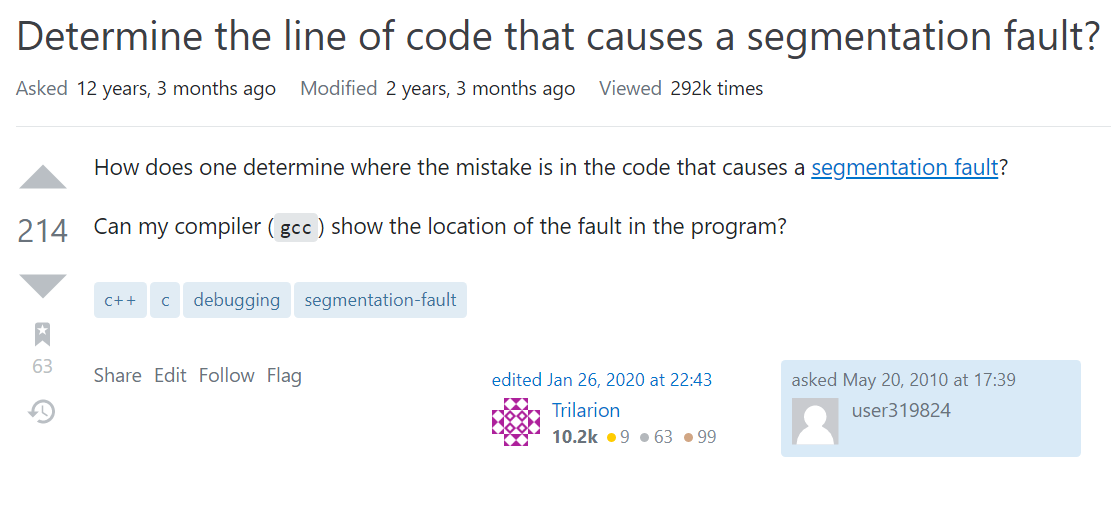 Determine the line of code that causes a segmentation fault?
Asked 12 years, 3 months ago Modified 2 years, 3 months ago Viewed 292k times
How does one determine where the mistake is in the code that causes a segmentation fault?
214
Can my compiler (gcc) show the location of the fault in the program?
c++ c debugging segmentation-fault
63
Share Edit Follow Flag
edited Jan 26, 2020 at 22:43
Trilarion
10.2k 9 63 99
asked May 20, 2010 at 17:39
user319824